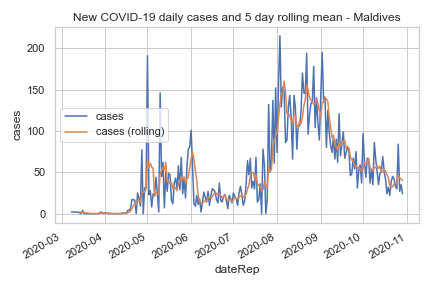 New COVID-19 daily cases and 5 day rolling mean - Maldives
200
150
100
50
0
cases
cases
cases (rolling)
2020-03
2020-04
2020-05
2020-06
2020-07
2020-08
2020-09
2020-10
2020-11
dateRep